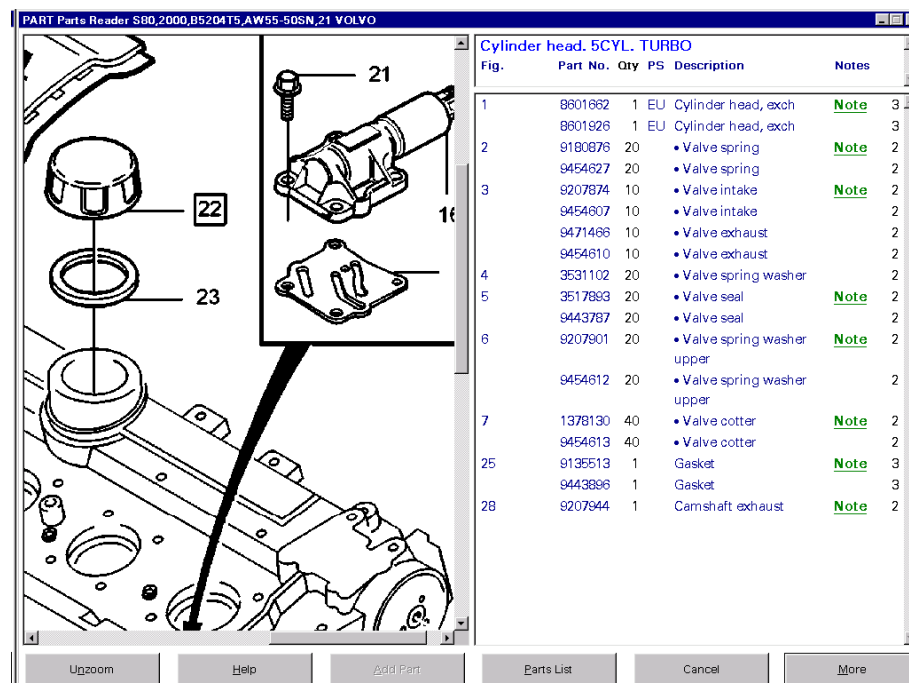 PART Parts Reader S80,2000,B5204T5,AW55-50SN,21 VOLVO
21
22
23
16
Cylinder head. 5CYL. TURBO
Fig. Part No. Qty PS Description Notes
1 8601662 1 EU Cylinder head, exch Note 3
8601926 1 EU Cylinder head, exch 3
2 9180876 20 • Valve spring Note 2
9454627 20 • Valve spring 2
3 9207874 10 • Valve intake Note 2
9454607 10 • Valve intake 2
9471466 10 • Valve exhaust 2
9454610 10 • Valve exhaust 2
4 3531102 20 • Valve spring washer 2
5 3517893 20 • Valve seal Note 2
9443787 20 • Valve seal 2
6 9207901 20 • Valve spring washer Note 2
upper
9454612 20 • Valve spring washer 2
upper
7 1378130 40 • Valve cotter Note 2
9454613 40 • Valve cotter 2
25 9135513 1 Gasket Note 3
9443896 1 Gasket 3
28 9207944 1 Camshaft exhaust Note 2
Unzoom Help Add Part Parts List Cancel More